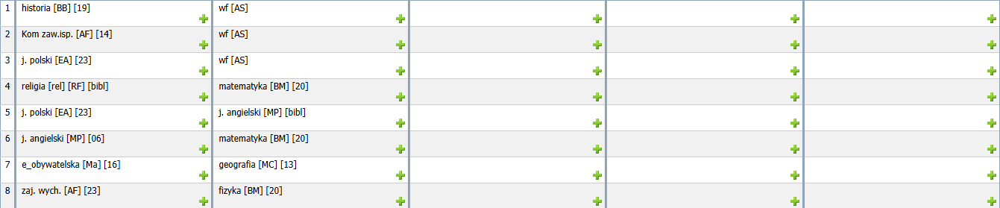 1 historia [BB] [19] wf [AS]
2 Kom zaw.isp. [AF] [14] wf [AS]
3 j. polski [EA] [23] wf [AS]
4 religia [rel] [RF] [bibl] matematyka [BM] [20]
5 j. polski [EA] [23] j. angielski [MP] [bibl]
6 j. angielski [MP] [06] matematyka [BM] [20]
7 e_obywatelska [Ma] [16] geografia [MC] [13]
8 zaj. wych. [AF] [23] fizyka [BM] [20]